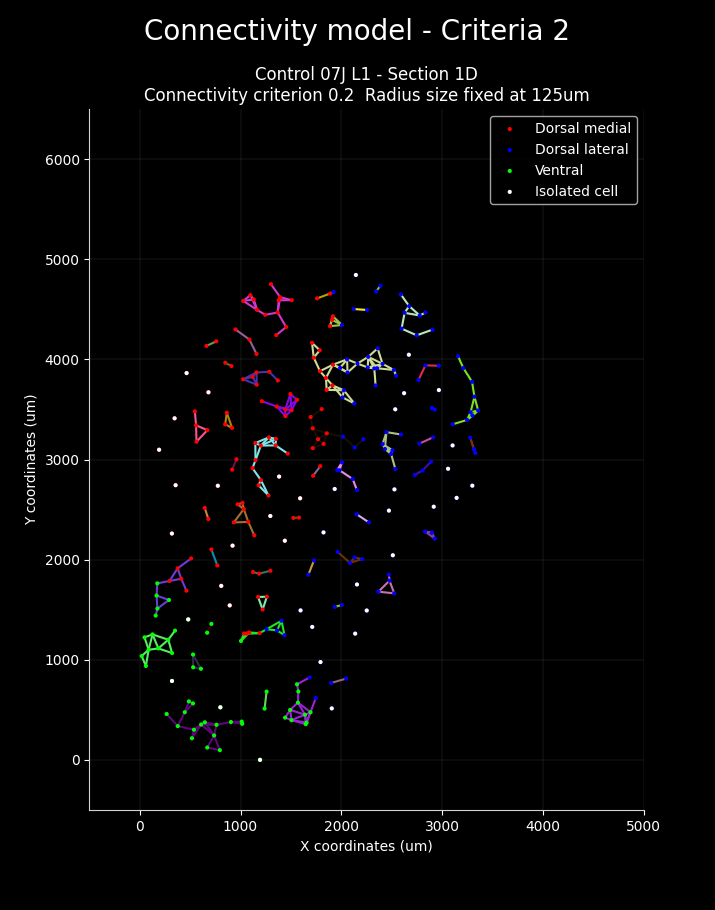 Connectivity model - Criteria 2
Control 07J L1 - Section 1D
Connectivity criterion 0.2  Radius size fixed at 125um
Dorsal medial
Dorsal lateral
Ventral
Isolated cell
Y coordinates (um)
6000
5000
4000
3000
2000
1000
0
0 1000 2000 3000 4000 5000
X coordinates (um)